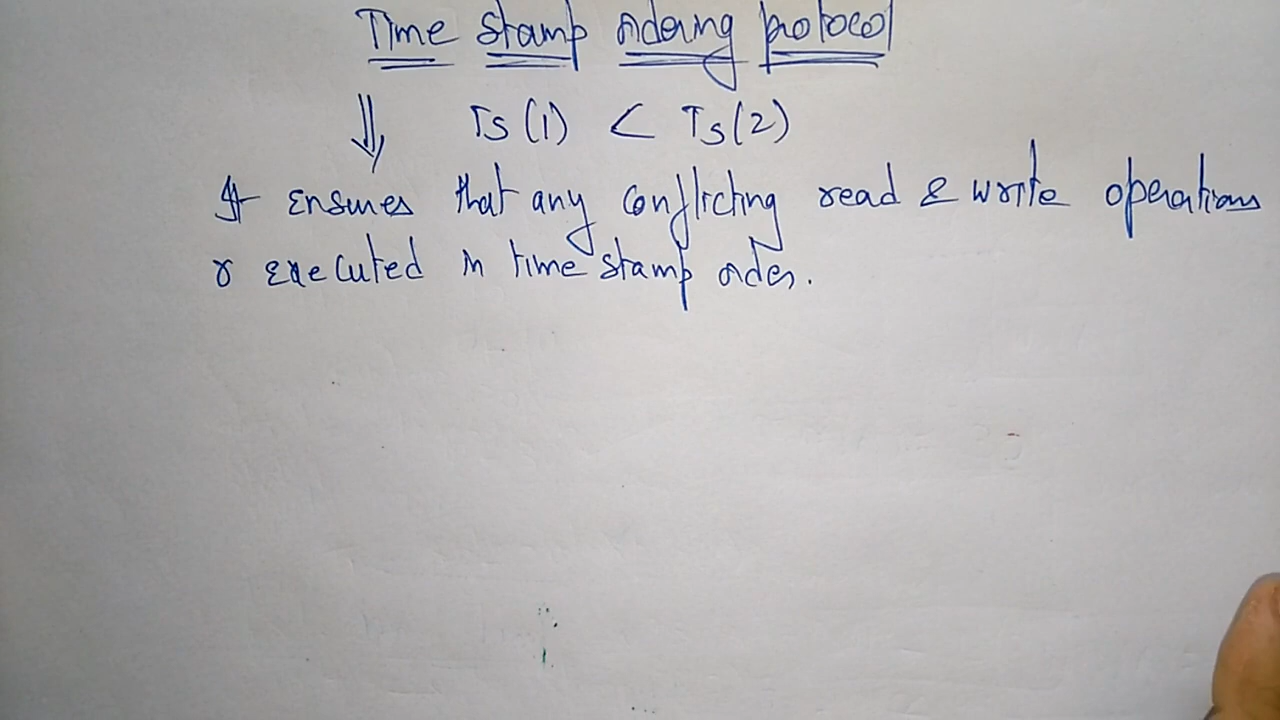 Time stamp ordering protocol
⇓ TS(1) < TS(2)
It ensures that any conflicting read & write operations
r executed in time stamp order.